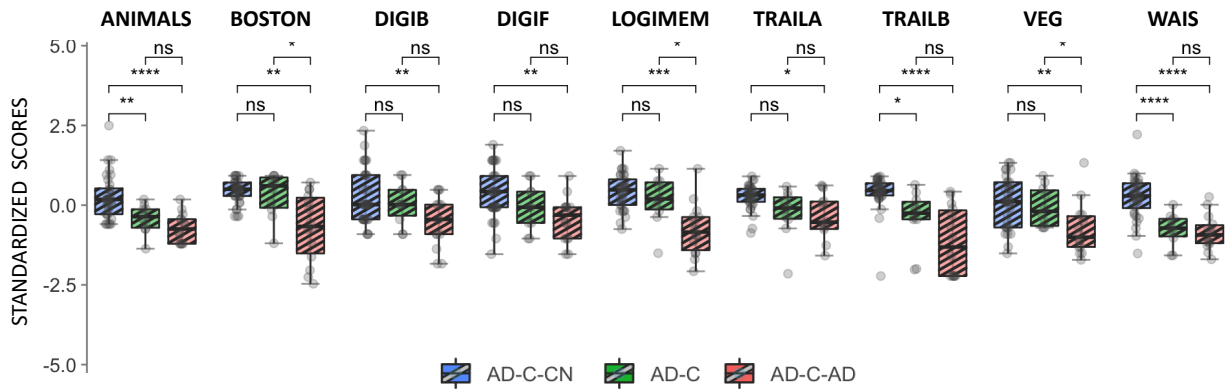 ANIMALS BOSTON DIGIB DIGIF LOGIMEM TRAILA TRAILB VEG WAIS
5.0
ns * ns ns * ns ns * ns
**** ** ** ** *** * **** ** ****
** ns ns ns ns ns * ns ****
2.5
0.0
-2.5
-5.0
STANDARDIZED SCORES
AD-C-CN AD-C AD-C-AD